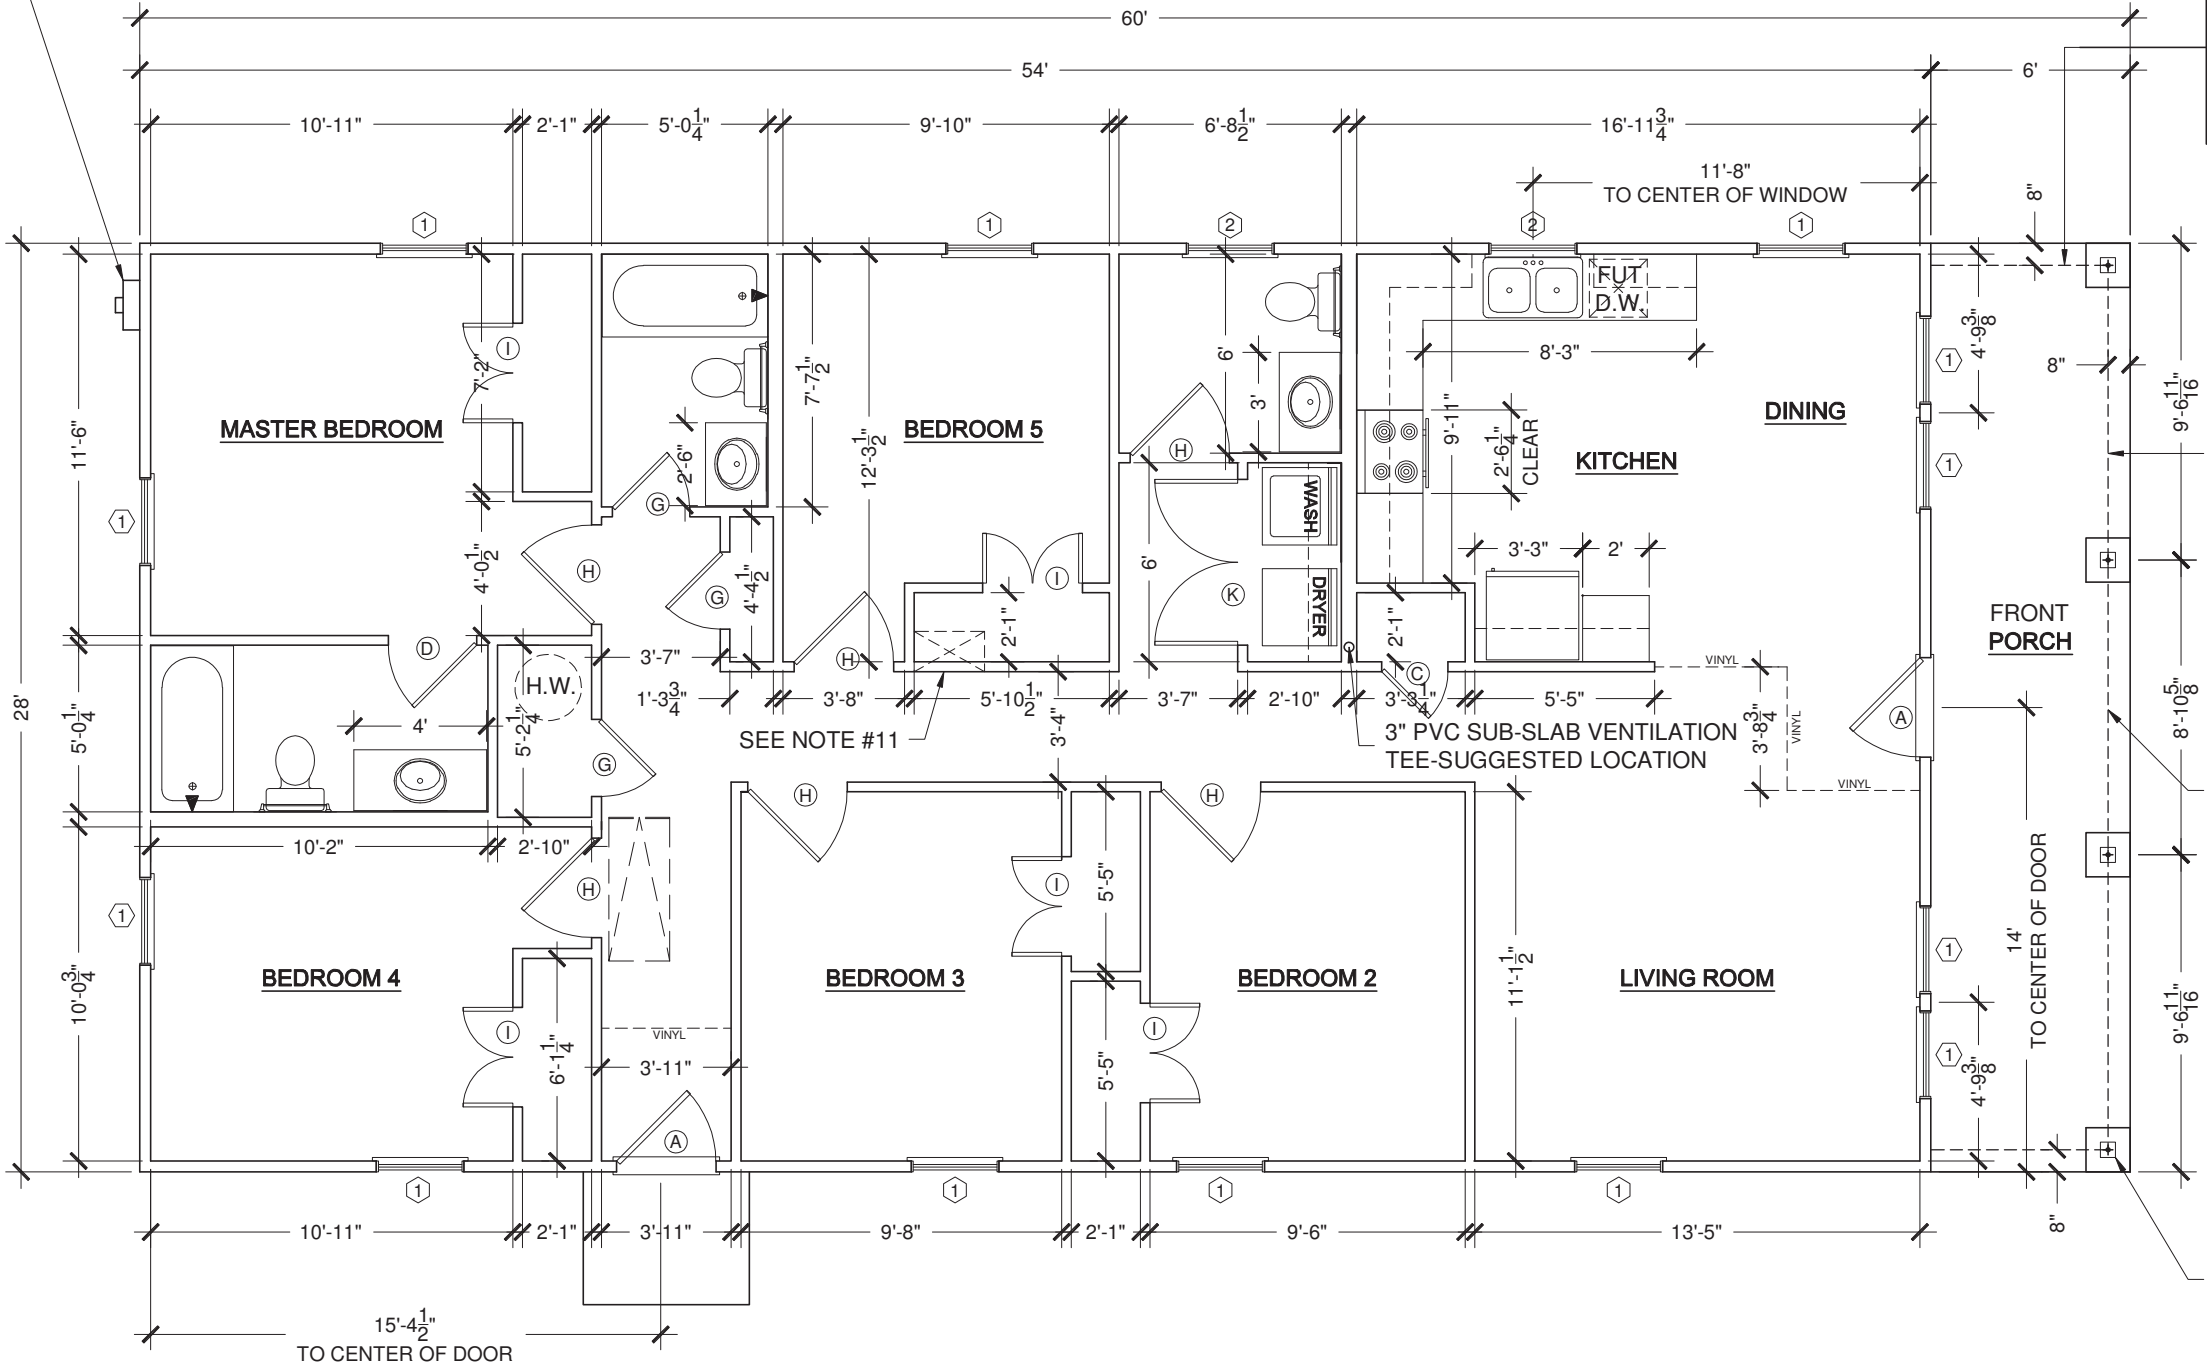 60'
54'
6'
10'-11"
2'-1"
5'-0 1/4"
9'-10"
6'-8 1/2"
16'-11 3/4"
11'-8"
TO CENTER OF WINDOW
8"
1
1
2
2
1
FUT
D.W.
4'-9 3/8"
8"
9'-6 11/16"
I
7'-2"
7'-7 1/2"
6'
3'
8'-3"
1
MASTER BEDROOM
11'-6"
2'-6"
BEDROOM 5
12'-3 1/2"
H
9'-11"
2'-6 1/4"
CLEAR
DINING
KITCHEN
1
WASH
1
G
4'-0 1/2"
H
G
4'-4 1/2"
I
6'
K
DRYER
3'-3"
2'
2'-1"
2'-1"
FRONT
PORCH
28'
D
H.W.
3'-7"
H
C
VINYL
1'-3 3/4"
3'-8"
5'-10 1/2"
3'-7"
2'-10"
3'-3 1/4"
5'-5"
5'-0 1/4"
4'
5'-2 1/4"
SEE NOTE #11
3'-4"
3" PVC SUB-SLAB VENTILATION
TEE-SUGGESTED LOCATION
3'-8 3/4"
VINYL
A
8'-10 5/8"
G
H
H
VINYL
10'-2"
2'-10"
H
I
5'-5"
14'
TO CENTER OF DOOR
1
10'-0 3/4"
BEDROOM 4
BEDROOM 3
BEDROOM 2
11'-1 1/2"
LIVING ROOM
1
I
6'-1 1/4"
VINYL
3'-11"
5'-5"
I
1
4'-9 3/8"
9'-6 11/16"
A
1
1
1
1
8"
10'-11"
2'-1"
3'-11"
9'-8"
2'-1"
9'-6"
13'-5"
15'-4 1/2"
TO CENTER OF DOOR